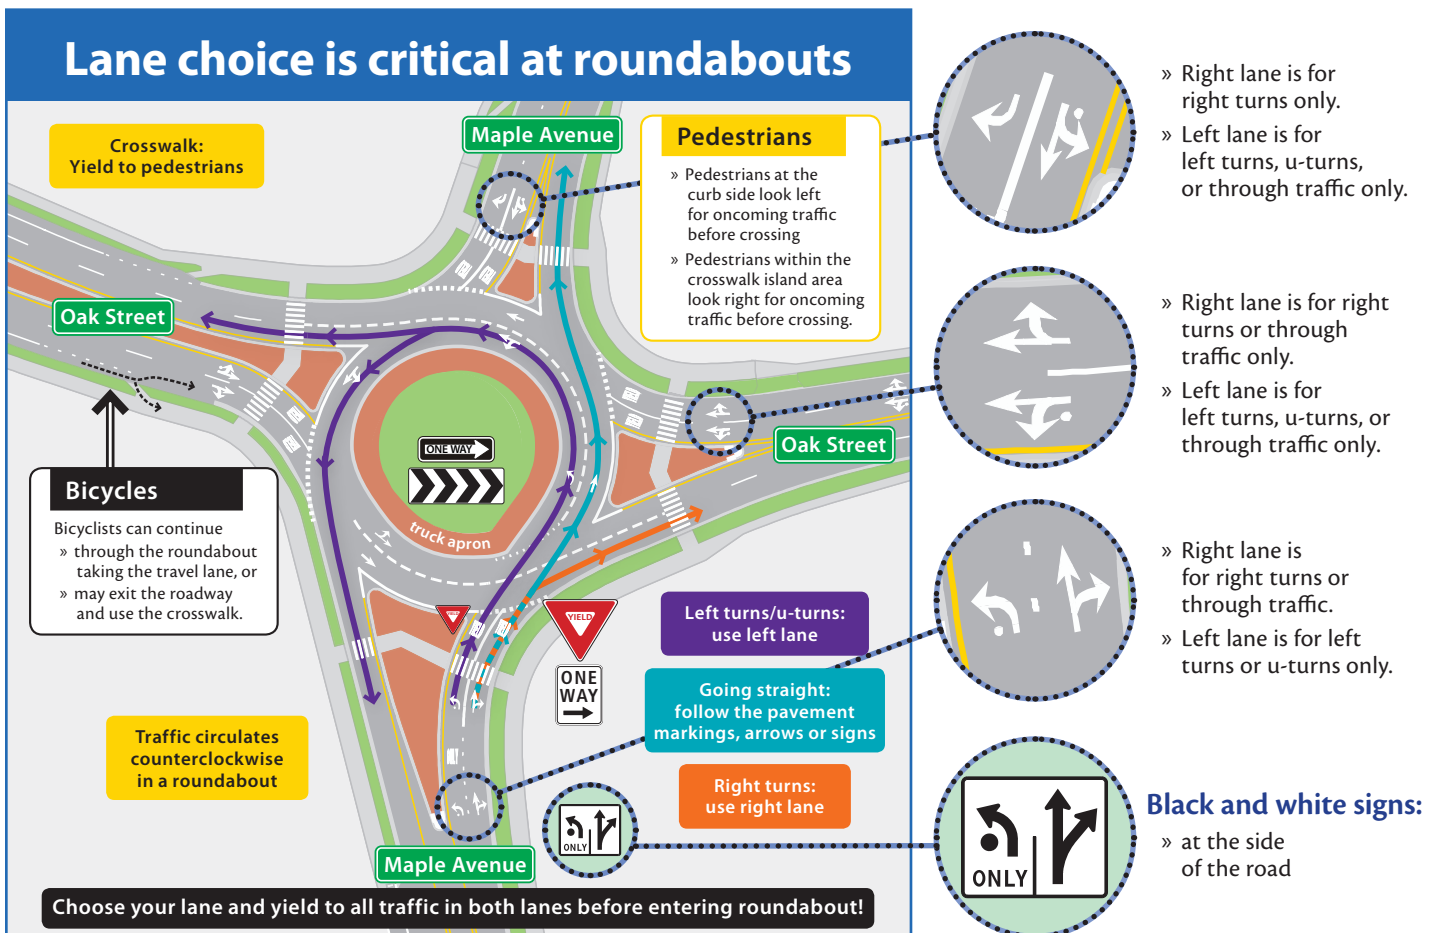 Lane choice is critical at roundabouts
Crosswalk:
Yield to pedestrians
Maple Avenue
Pedestrians
» Pedestrians at the
curb side look left
for oncoming traffic
before crossing
» Pedestrians within the
crosswalk island area
look right for oncoming
traffic before crossing.
Oak Street
Oak Street
ONE WAY
truck apron
Bicycles
Bicyclists can continue
» through the roundabout
taking the travel lane, or
» may exit the roadway
and use the crosswalk.
YIELD
YIELD
ONE
WAY
Left turns/u-turns:
use left lane
Going straight:
follow the pavement
markings, arrows or signs
Right turns:
use right lane
Traffic circulates
counterclockwise
in a roundabout
ONLY
Maple Avenue
Choose your lane and yield to all traffic in both lanes before entering roundabout!
» Right lane is for
right turns only.
» Left lane is for
left turns, u-turns,
or through traffic only.
» Right lane is for right
turns or through
traffic only.
» Left lane is for
left turns, u-turns, or
through traffic only.
» Right lane is
for right turns or
through traffic.
» Left lane is for left
turns or u-turns only.
ONLY
Black and white signs:
» at the side
of the road